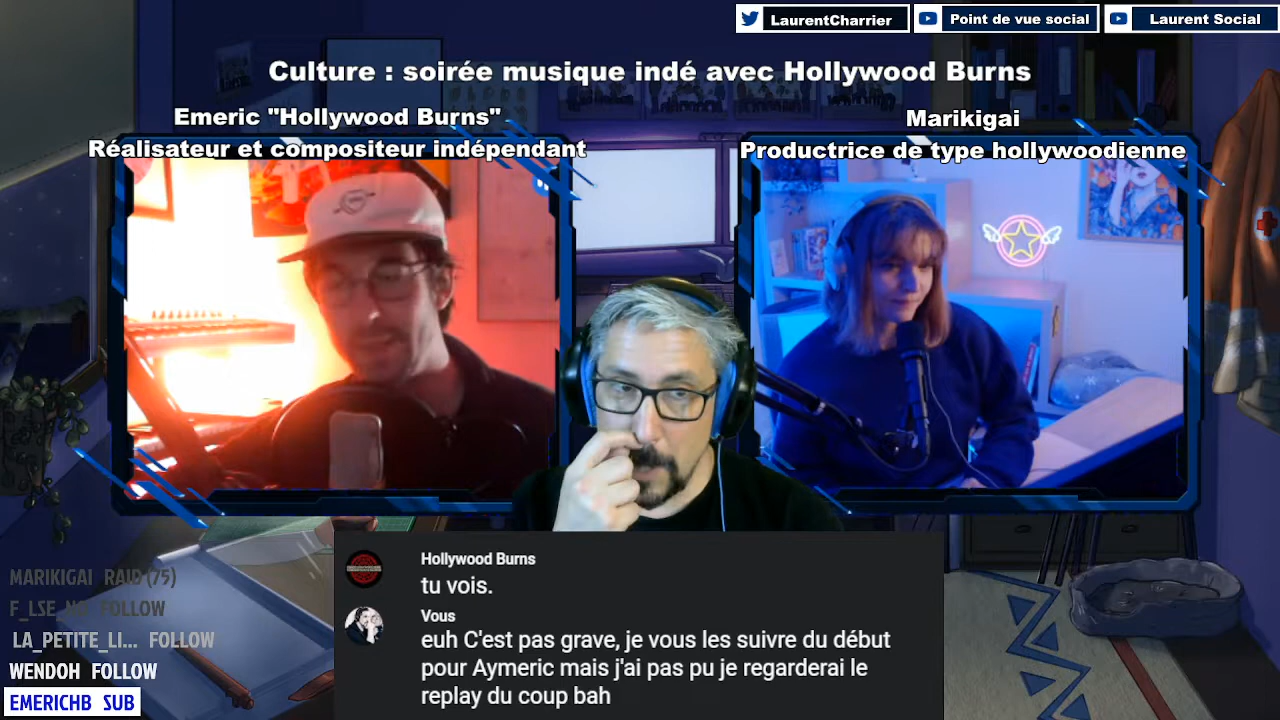 LaurentCharrier
Point de vue social
Laurent Social
Culture : soirée musique indé avec Hollywood Burns
Emeric "Hollywood Burns"
Réalisateur et compositeur indépendant
Marikigai
Productrice de type hollywoodienne
Hollywood Burns
tu vois.
Vous
euh C'est pas grave, je vous les suivre du début
pour Aymeric mais j'ai pas pu je regarderai le
replay du coup bah
MARIKIGAI RAID (75)
FOLLOW
LA_PETITE_LI... FOLLOW
WENDOH FOLLOW
EMERICHB SUB